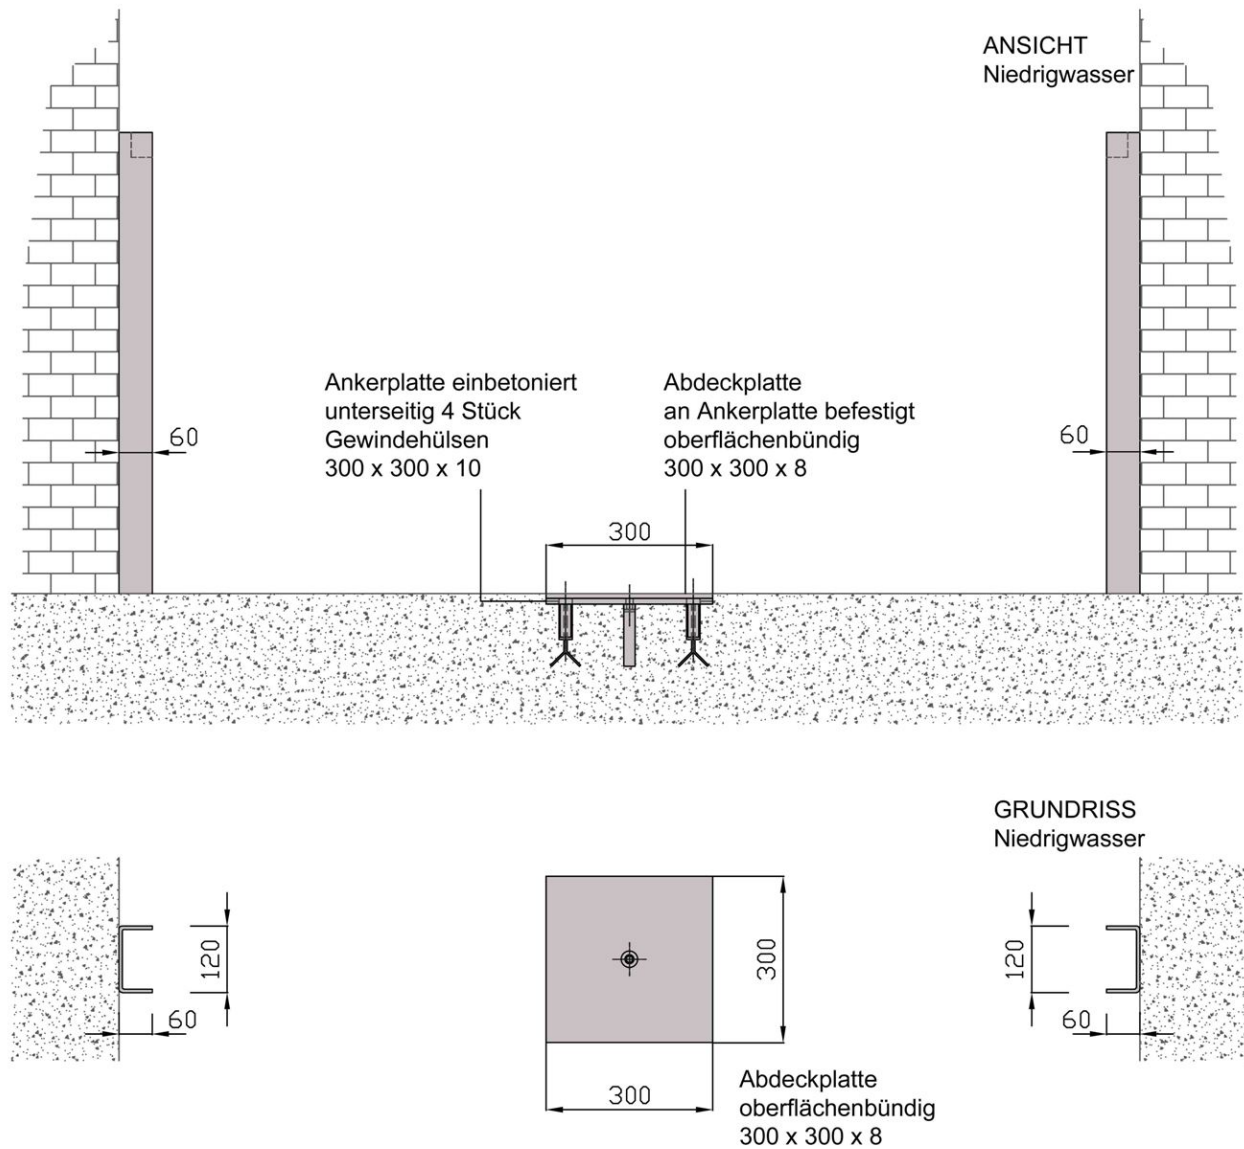 ANSICHT
Niedrigwasser
Ankerplatte einbetoniert
unterseitig 4 Stück
Gewindehülsen
300 x 300 x 10
Abdeckplatte
an Ankerplatte befestigt
oberflächenbündig
300 x 300 x 8
60
60
300
GRUNDRISS
Niedrigwasser
120
60
300
300
120
60
Abdeckplatte
oberflächenbündig
300 x 300 x 8